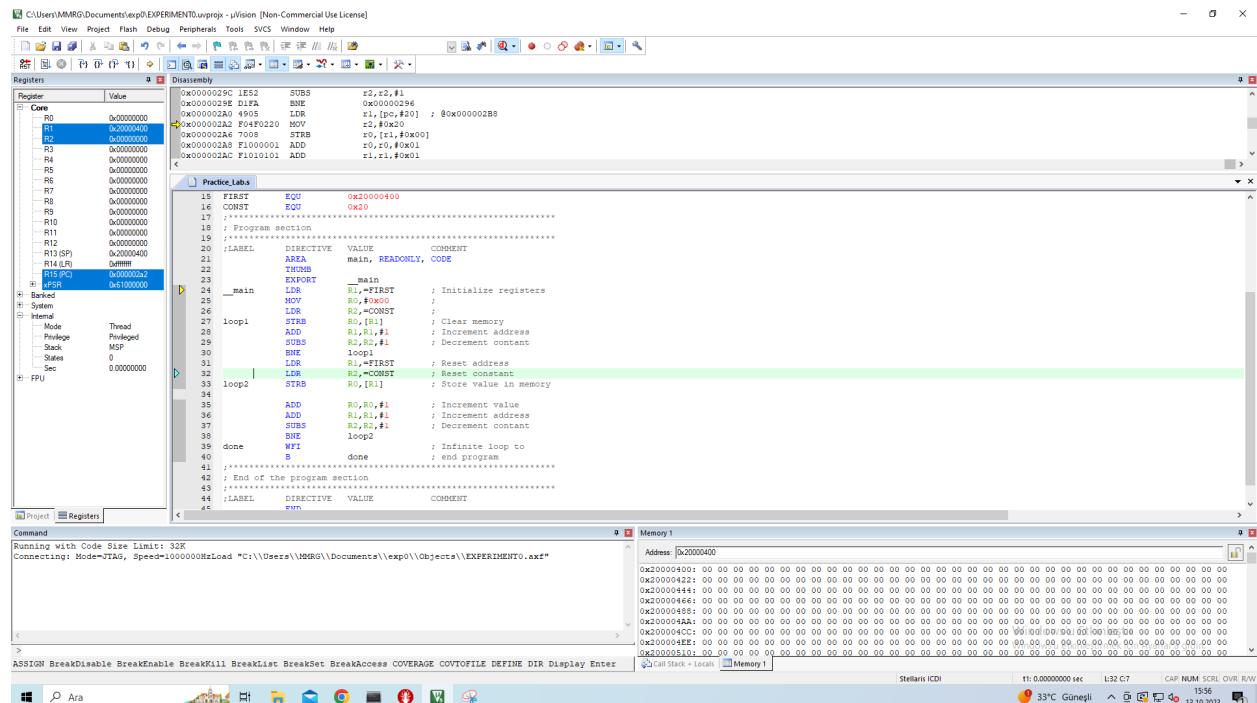 C:\Users\MMRG\Documents\exp0\EXPERIMENT0.uvprojx - µVision [Non-Commercial Use License]
File Edit View Project Flash Debug Peripherals Tools SVCS Window Help
Registers
Register Value
Core
R0 0x00000000
R1 0x20000400
R2 0x00000000
R3 0x00000000
R4 0x00000000
R5 0x00000000
R6 0x00000000
R7 0x00000000
R8 0x00000000
R9 0x00000000
R10 0x00000000
R11 0x00000000
R12 0x00000000
R13 (SP) 0x20000400
R14 (LR) 0xffffffff
R15 (PC) 0x000002a2
xPSR 0x61000000
Banked
System
Internal
Mode Thread
Privilege Privileged
Stack MSP
States 0
Sec 0.00000000
FPU
Project Registers
Disassembly
0x0000029C 1E52 SUBS r2,r2,#1
0x0000029E D1FA BNE 0x00000296
0x000002A0 4905 LDR r1,[pc,#20] ; @0x000002B8
0x000002A2 F04F0220 MOV r2,#0x20
0x000002A6 7008 STRB r0,[r1,#0x00]
0x000002A8 F1000001 ADD r0,r0,#0x01
0x000002AC F1010101 ADD r1,r1,#0x01
Practice_Lab.s
15 FIRST EQU 0x20000400
16 CONST EQU 0x20
17 ;***************************************************************
18 ; Program section
19 ;***************************************************************
20 ;LABEL DIRECTIVE VALUE COMMENT
21 AREA main, READONLY, CODE
22 THUMB
23 EXPORT __main
24 __main LDR R1,=FIRST ; Initialize registers
25 MOV R0,#0x00 ;
26 LDR R2,=CONST ;
27 loop1 STRB R0,[R1] ; Clear memory
28 ADD R1,R1,#1 ; Increment address
29 SUBS R2,R2,#1 ; Decrement contant
30 BNE loop1
31 LDR R1,=FIRST ; Reset address
32 LDR R2,=CONST ; Reset constant
33 loop2 STRB R0,[R1] ; Store value in memory
34
35 ADD R0,R0,#1 ; Increment value
36 ADD R1,R1,#1 ; Increment address
37 SUBS R2,R2,#1 ; Decrement contant
38 BNE loop2
39 done WFI ; Infinite loop to
40 B done ; end program
41 ;***************************************************************
42 ; End of the program section
43 ;***************************************************************
44 ;LABEL DIRECTIVE VALUE COMMENT
45 END
Command
Running with Code Size Limit: 32K
Connecting: Mode=JTAG, Speed=1000000HzLoad "C:\\Users\\MMRG\\Documents\\exp0\\Objects\\EXPERIMENT0.axf"
>
ASSIGN BreakDisable BreakEnable BreakKill BreakList BreakSet BreakAccess COVERAGE COVTOFILE DEFINE DIR Display Enter
Memory 1
Address: 0x20000400
0x20000400: 00 00 00 00 00 00 00 00 00 00 00 00 00 00 00 00 00 00 00 00 00 00 00 00 00 00 00 00 00 00 00 00 00 00
0x20000422: 00 00 00 00 00 00 00 00 00 00 00 00 00 00 00 00 00 00 00 00 00 00 00 00 00 00 00 00 00 00 00 00 00 00
0x20000444: 00 00 00 00 00 00 00 00 00 00 00 00 00 00 00 00 00 00 00 00 00 00 00 00 00 00 00 00 00 00 00 00 00 00
0x20000466: 00 00 00 00 00 00 00 00 00 00 00 00 00 00 00 00 00 00 00 00 00 00 00 00 00 00 00 00 00 00 00 00 00 00
0x20000488: 00 00 00 00 00 00 00 00 00 00 00 00 00 00 00 00 00 00 00 00 00 00 00 00 00 00 00 00 00 00 00 00 00 00
0x200004AA: 00 00 00 00 00 00 00 00 00 00 00 00 00 00 00 00 00 00 00 00 00 00 00 00 00 00 00 00 00 00 00 00 00 00
0x200004CC: 00 00 00 00 00 00 00 00 00 00 00 00 00 00 00 00 00 00 00 00
0x200004EE: 00 00 00 00 00 00 00 00 00 00 00 00 00 00 00 00 00 00 00 00
0x20000510: 00 00 00 00 00 00 00 00 00 00 00 00 00 00 00 00 00 00 00 00
Call Stack + Locals Memory 1
Stellaris ICDI t1: 0.00000000 sec L:32 C:7 CAP NUM SCRL OVR R/W
Ara
33°C Güneşli
15:56
13.10.2023